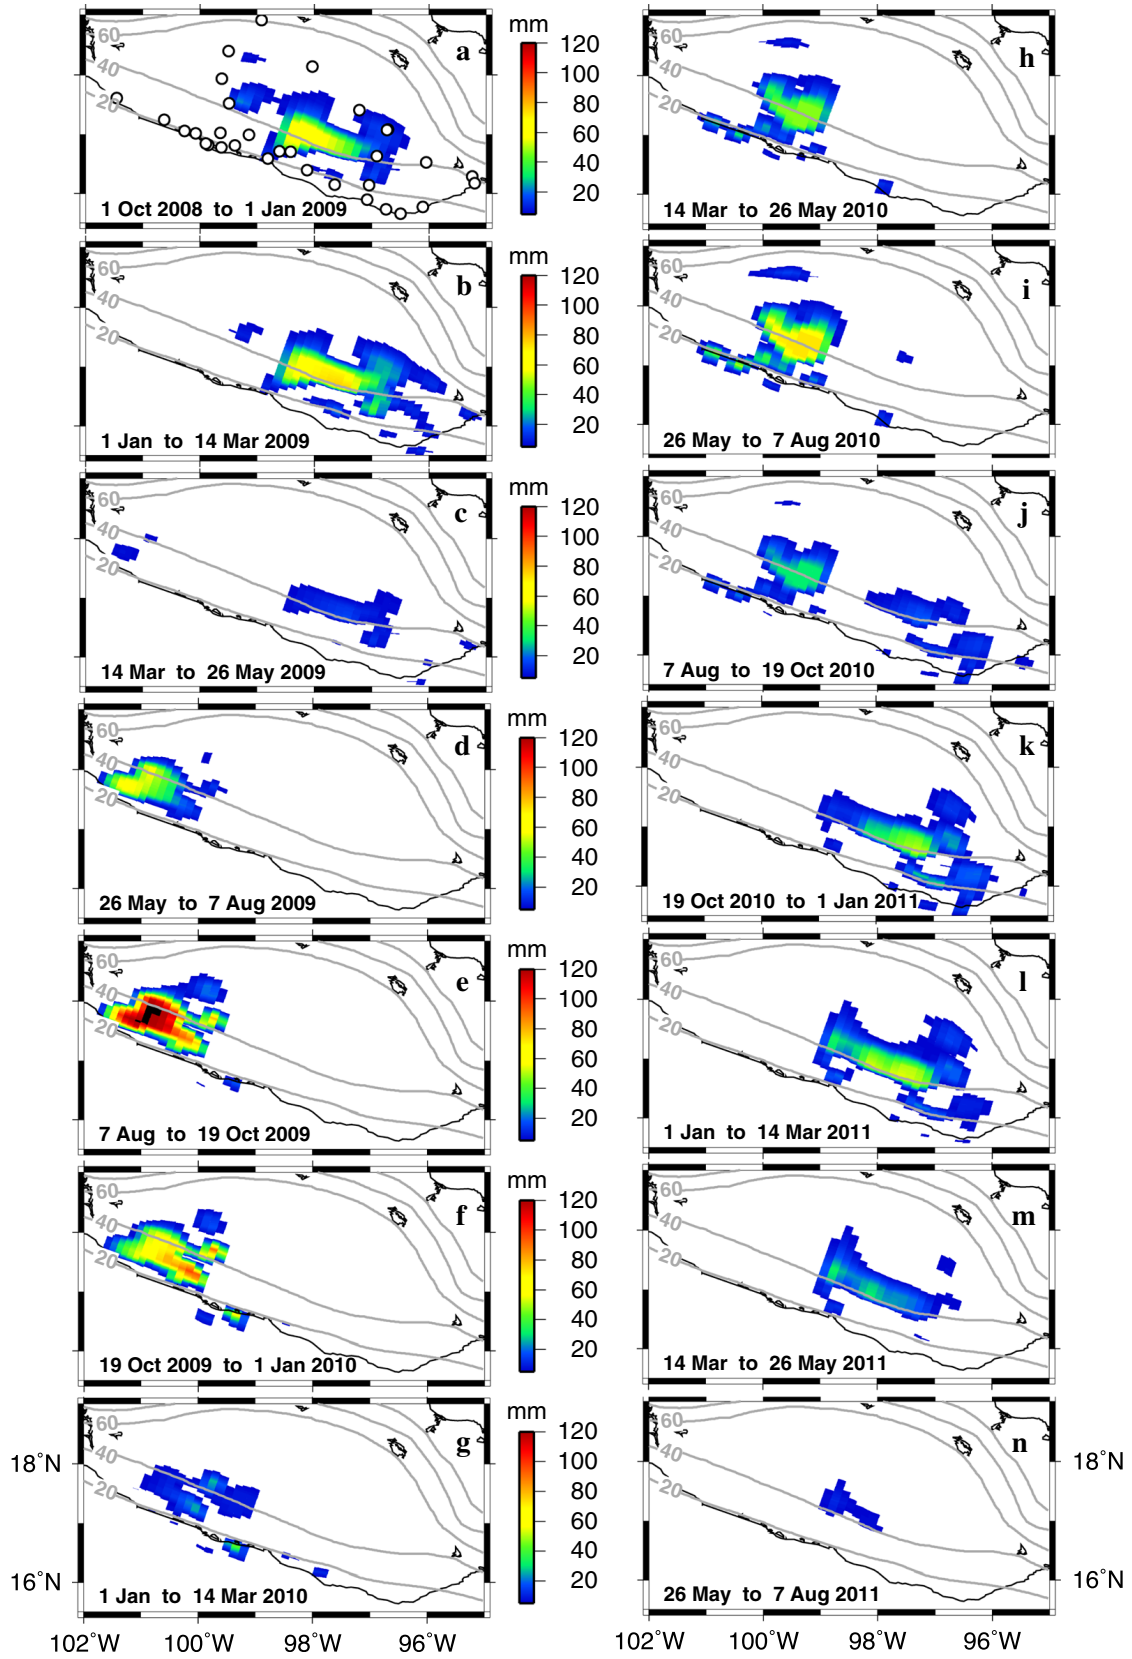 mm
60 40 20 a 120 100 80 60 40 20
1 Oct 2008 to 1 Jan 2009
60 40 20 h
14 Mar to 26 May 2010
mm
60 40 20 b 120 100 80 60 40 20
1 Jan to 14 Mar 2009
60 40 20 i
26 May to 7 Aug 2010
mm
60 40 20 c 120 100 80 60 40 20
14 Mar to 26 May 2009
60 40 20 j
7 Aug to 19 Oct 2010
mm
60 40 20 d 120 100 80 60 40 20
26 May to 7 Aug 2009
60 40 20 k
19 Oct 2010 to 1 Jan 2011
mm
60 40 20 e 120 100 80 60 40 20
7 Aug to 19 Oct 2009
60 40 20 l
1 Jan to 14 Mar 2011
mm
60 40 20 f 120 100 80 60 40 20
19 Oct 2009 to 1 Jan 2010
60 40 20 m
14 Mar to 26 May 2011
mm
60 40 20 g 120 100 80 60 40 20
18˚N
16˚N
1 Jan to 14 Mar 2010
102˚W 100˚W 98˚W 96˚W
60 40 20 n
18˚N
16˚N
26 May to 7 Aug 2011
102˚W 100˚W 98˚W 96˚W